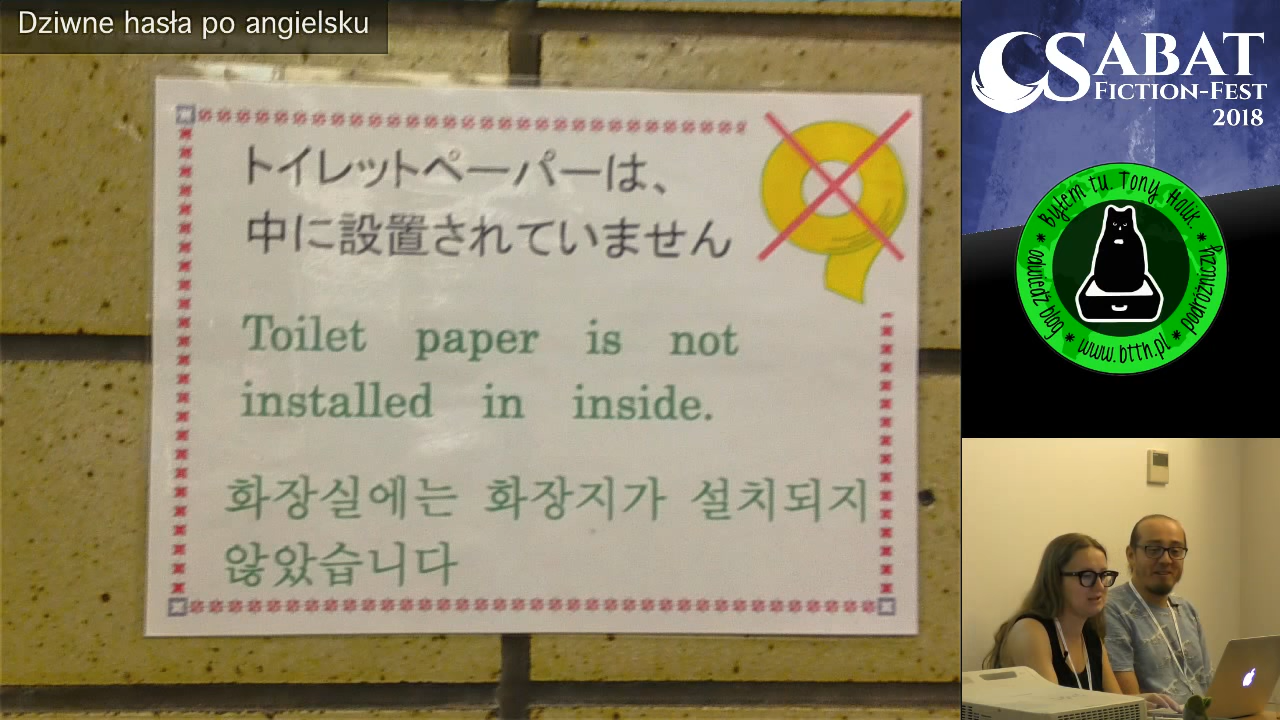 Dziwne hasła po angielsku
トイレットペーパーは、
中に設置されていません
Toilet paper is not
installed in inside.
화장실에는 화장지가 설치되지
않았습니다
SABAT
FICTION-FEST
2018
Byłem tu. Tony Halik.
* podróżniczy * www.btth.pl * odwiedź blog *